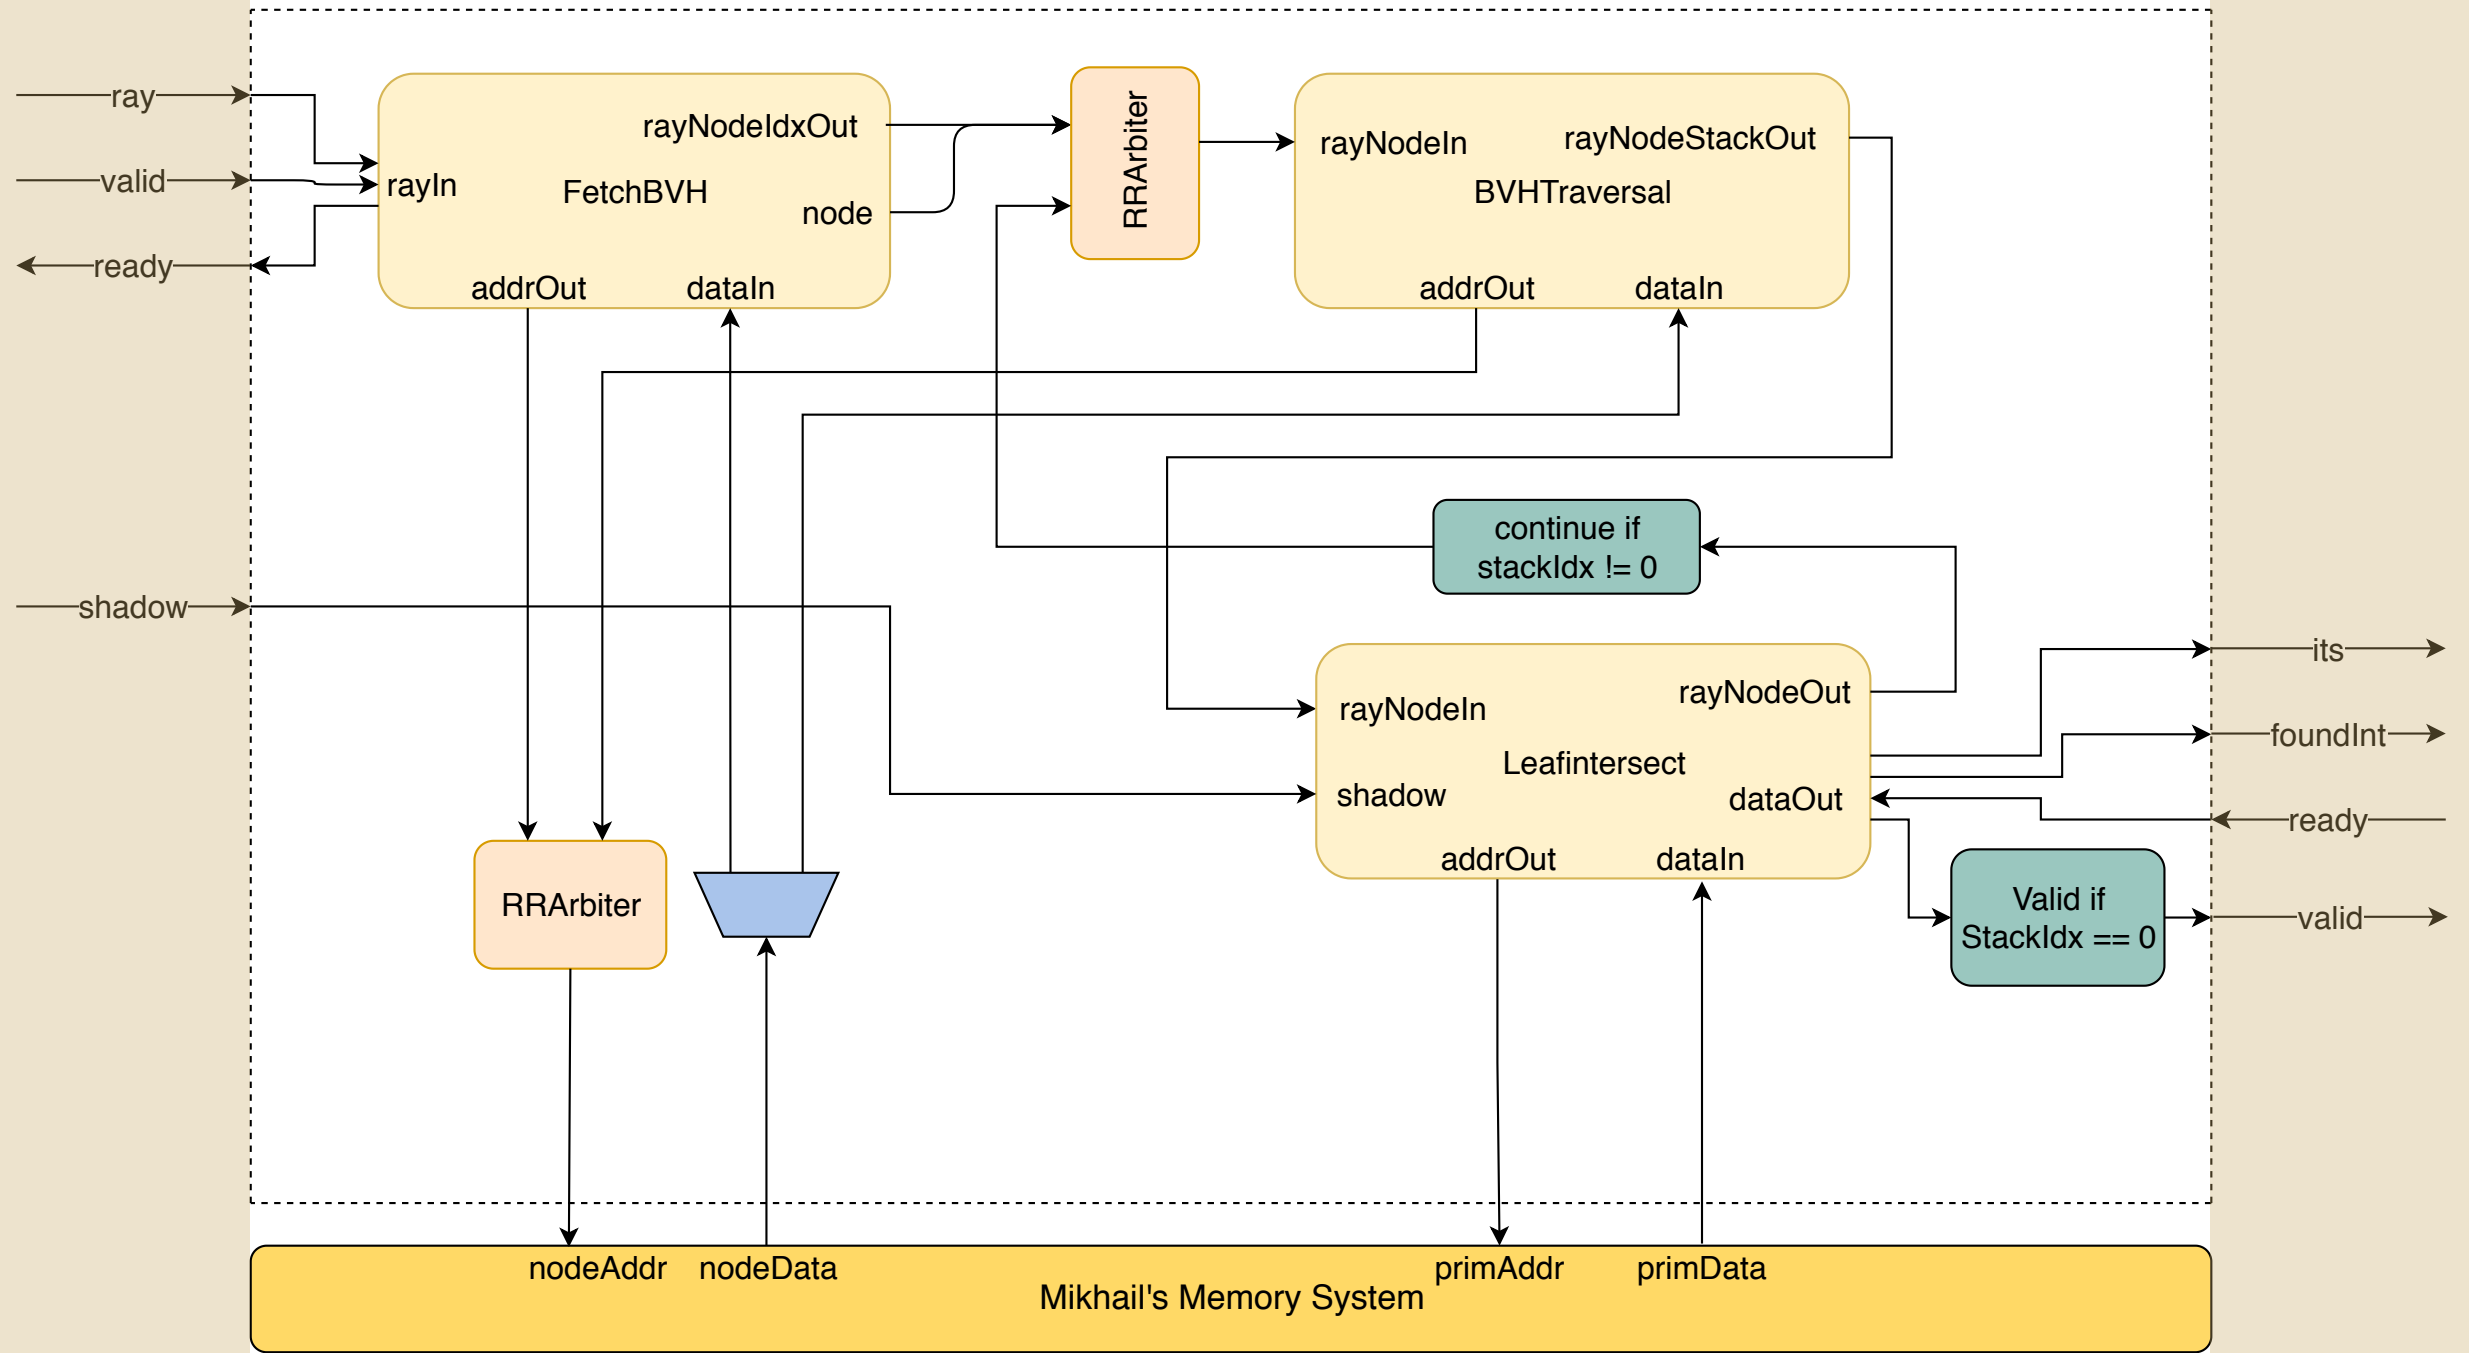 ray
valid
ready
shadow
rayIn
rayNodeIdxOut
FetchBVH
node
addrOut
dataIn
RRArbiter
rayNodeIn
rayNodeStackOut
BVHTraversal
addrOut
dataIn
continue if
stackIdx != 0
rayNodeIn
rayNodeOut
Leafintersect
shadow
dataOut
addrOut
dataIn
its
foundInt
ready
valid
Valid if
StackIdx == 0
RRArbiter
nodeAddr
nodeData
primAddr
primData
Mikhail's Memory System